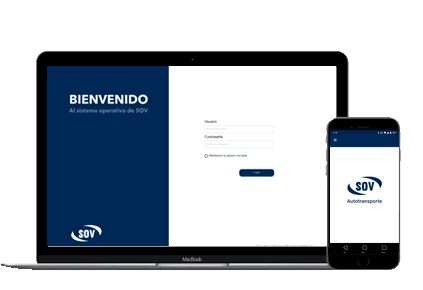 BIENVENIDO
Al sistema operativo de SOV
Usuario
Contraseña
Mantener la sesión iniciada
Login
SOV
MacBook
SOV
Autotransporte